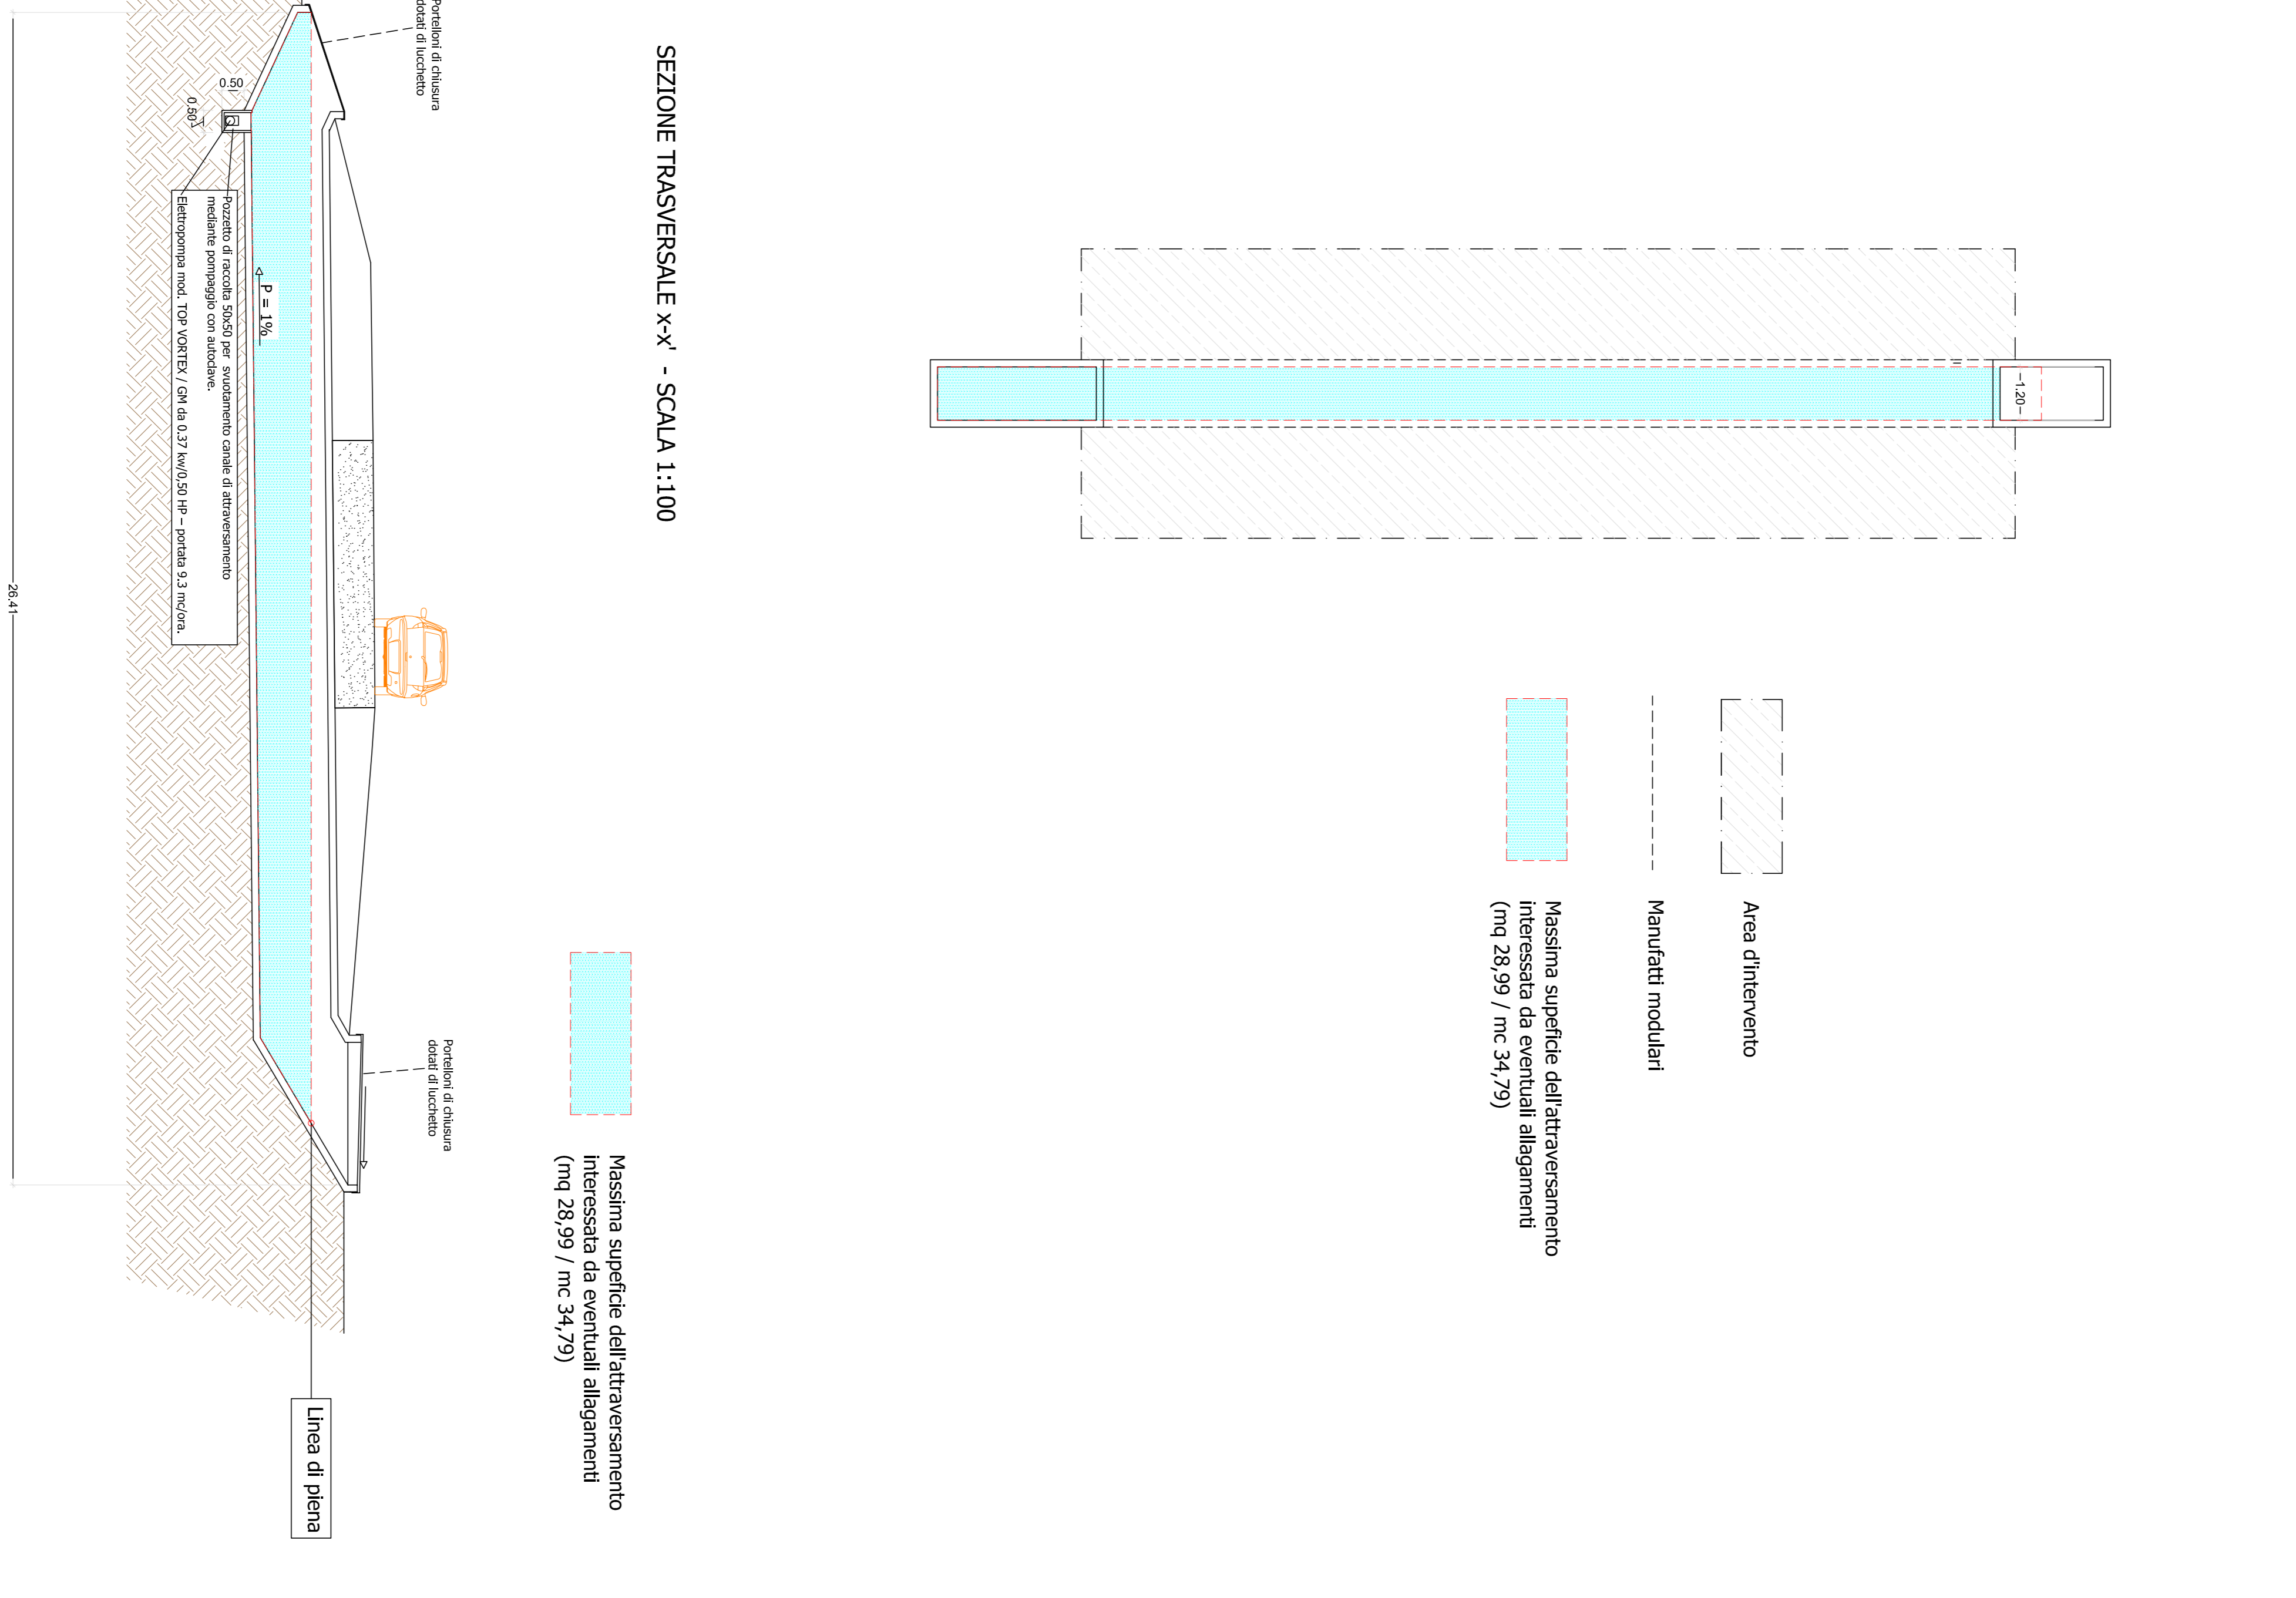 Area d'intervento
Manufatti modulari
Massima supeficie dell'attraversamento
interessata da eventuali allagamenti
(mq 28,99 / mc 34,79)
1.20
SEZIONE TRASVERSALE x-x' - SCALA 1:100
Massima supeficie dell'attraversamento
interessata da eventuali allagamenti
(mq 28,99 / mc 34,79)
Portelloni di chiusura
dotati di lucchetto
Portelloni di chiusura
dotati di lucchetto
Linea di piena
P = 1%
0.50
0.50
Pozzetto di raccolta 50x50 per svuotamento canale di attraversamento
mediante pompaggio con autoclave.
Elettropompa mod. TOP VORTEX / GM da 0.37 kw/0,50 HP – portata 9.3 mc/ora.
26.41